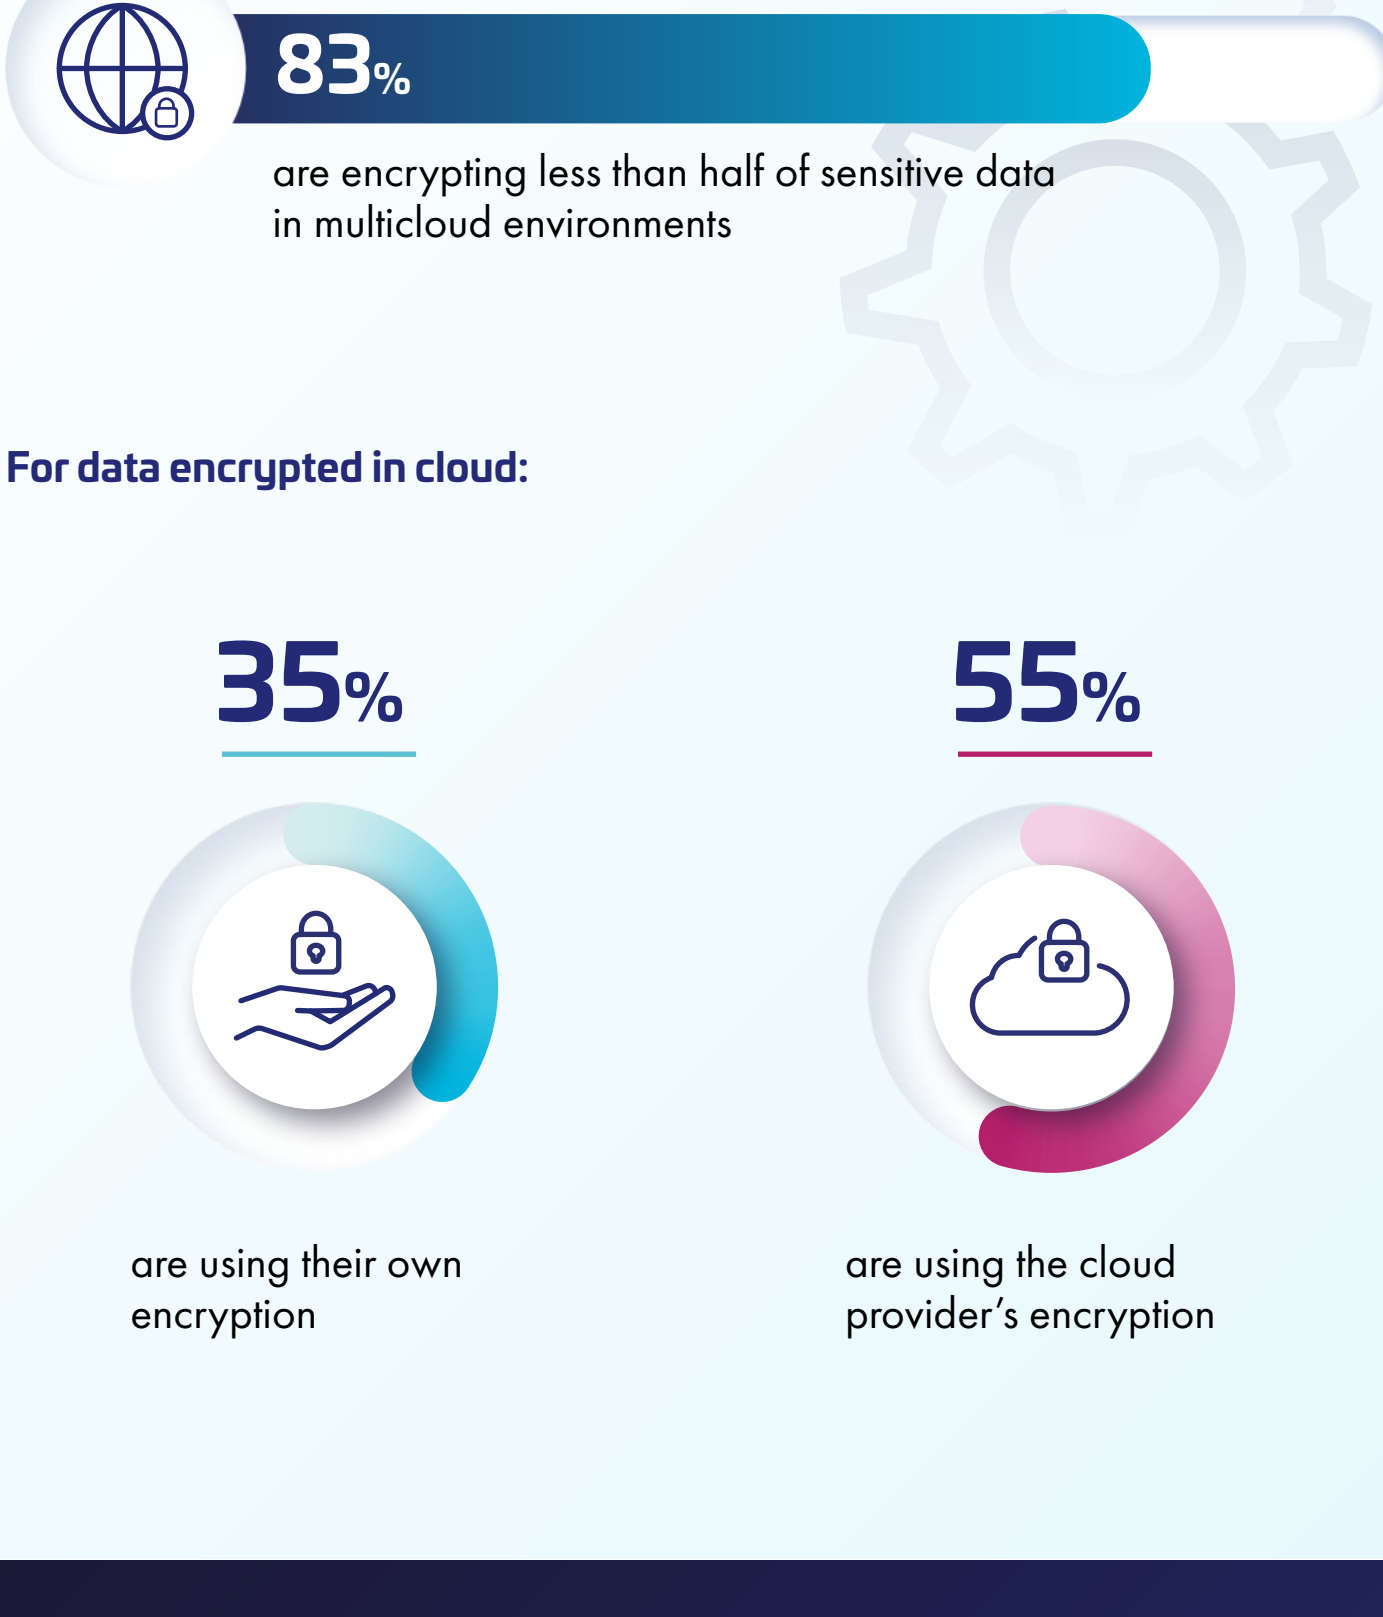 83%
are encrypting less than half of sensitive data
in multicloud environments
For data encrypted in cloud:
35%
55%
are using their own
encryption
are using the cloud
provider’s encryption